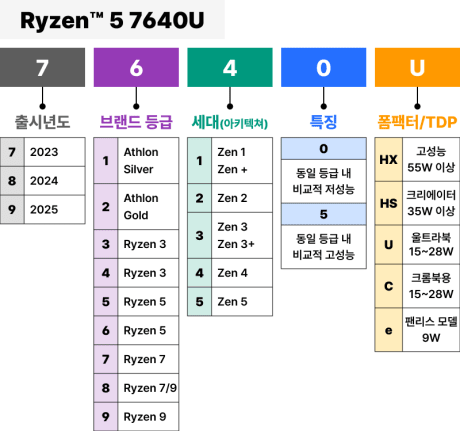 Ryzen™ 5 7640U
7 6 4 0 U
출시년도 브랜드 등급 세대(아키텍쳐) 특징 폼팩터/TDP
7 2023
8 2024
9 2025
1 Athlon
Silver
2 Athlon
Gold
3 Ryzen 3
4 Ryzen 3
5 Ryzen 5
6 Ryzen 5
7 Ryzen 7
8 Ryzen 7/9
9 Ryzen 9
1 Zen 1
Zen +
2 Zen 2
3 Zen 3
Zen 3+
4 Zen 4
5 Zen 5
0
동일 등급 내
비교적 저성능
5
동일 등급 내
비교적 고성능
HX 고성능
55W 이상
HS 크리에이터
35W 이상
U 울트라북
15~28W
C 크롬북용
15~28W
e 팬리스 모델
9W